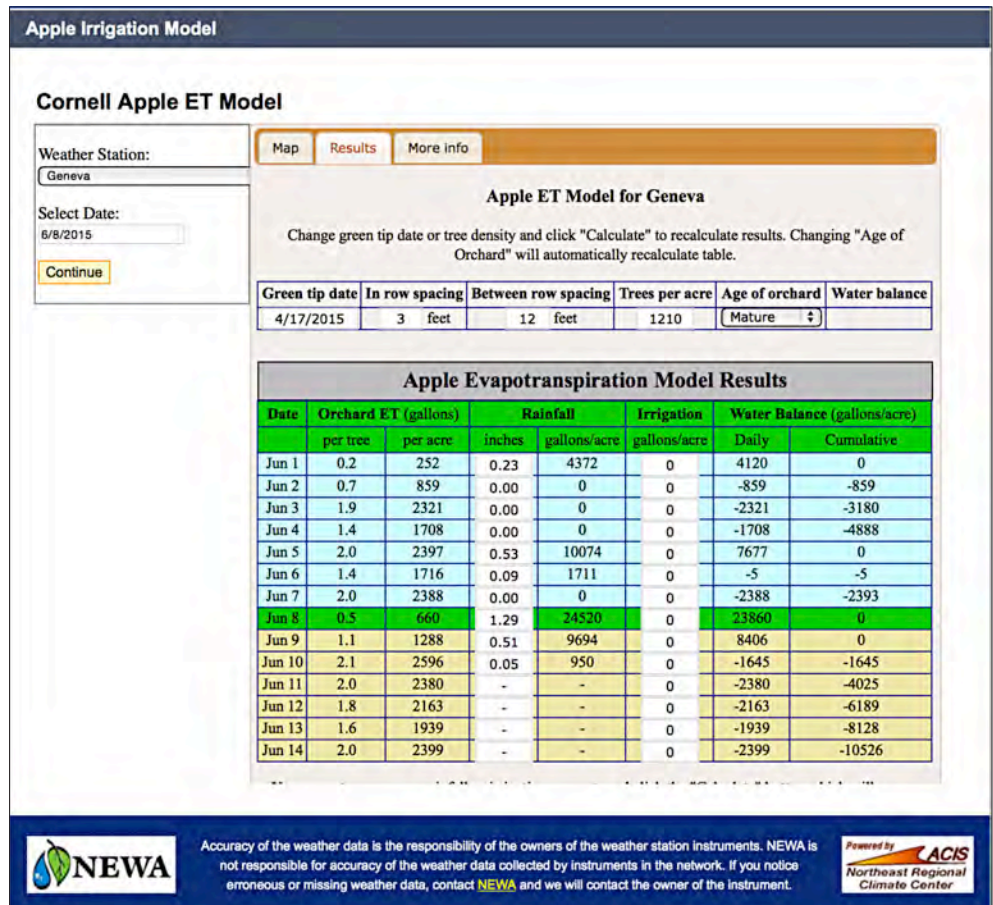 Apple Irrigation Model
Cornell Apple ET Model
Weather Station:
Geneva
Select Date:
6/8/2015
Continue
Map Results More info
Apple ET Model for Geneva
Change green tip date or tree density and click "Calculate" to recalculate results. Changing "Age of
Orchard" will automatically recalculate table.
Green tip date In row spacing Between row spacing Trees per acre Age of orchard Water balance
4/17/2015 3 feet 12 feet 1210 Mature
Apple Evapotranspiration Model Results
Date Orchard ET (gallons) Rainfall Irrigation Water Balance (gallons/acre)
per tree per acre inches gallons/acre gallons/acre Daily Cumulative
Jun 1 0.2 252 0.23 4372 0 4120 0
Jun 2 0.7 859 0.00 0 0 -859 -859
Jun 3 1.9 2321 0.00 0 0 -2321 -3180
Jun 4 1.4 1708 0.00 0 0 -1708 -4888
Jun 5 2.0 2397 0.53 10074 0 7677 0
Jun 6 1.4 1716 0.09 1711 0 -5 -5
Jun 7 2.0 2388 0.00 0 0 -2388 -2393
Jun 8 0.5 660 1.29 24520 0 23860 0
Jun 9 1.1 1288 0.51 9694 0 8406 0
Jun 10 2.1 2596 0.05 950 0 -1645 -1645
Jun 11 2.0 2380 - - 0 -2380 -4025
Jun 12 1.8 2163 - - 0 -2163 -6189
Jun 13 1.6 1939 - - 0 -1939 -8128
Jun 14 2.0 2399 - - 0 -2399 -10526
NEWA
Accuracy of the weather data is the responsibility of the owners of the weather station instruments. NEWA is
not responsible for accuracy of the weather data collected by instruments in the network. If you notice
erroneous or missing weather data, contact NEWA and we will contact the owner of the instrument.
Powered by
ACIS
Northeast Regional
Climate Center